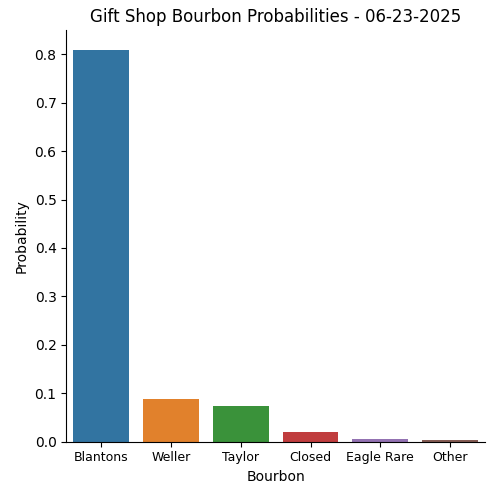 Gift Shop Bourbon Probabilities - 06-23-2025
Probability
0.8
0.7
0.6
0.5
0.4
0.3
0.2
0.1
0.0
Blantons Weller Taylor Closed Eagle Rare Other
Bourbon